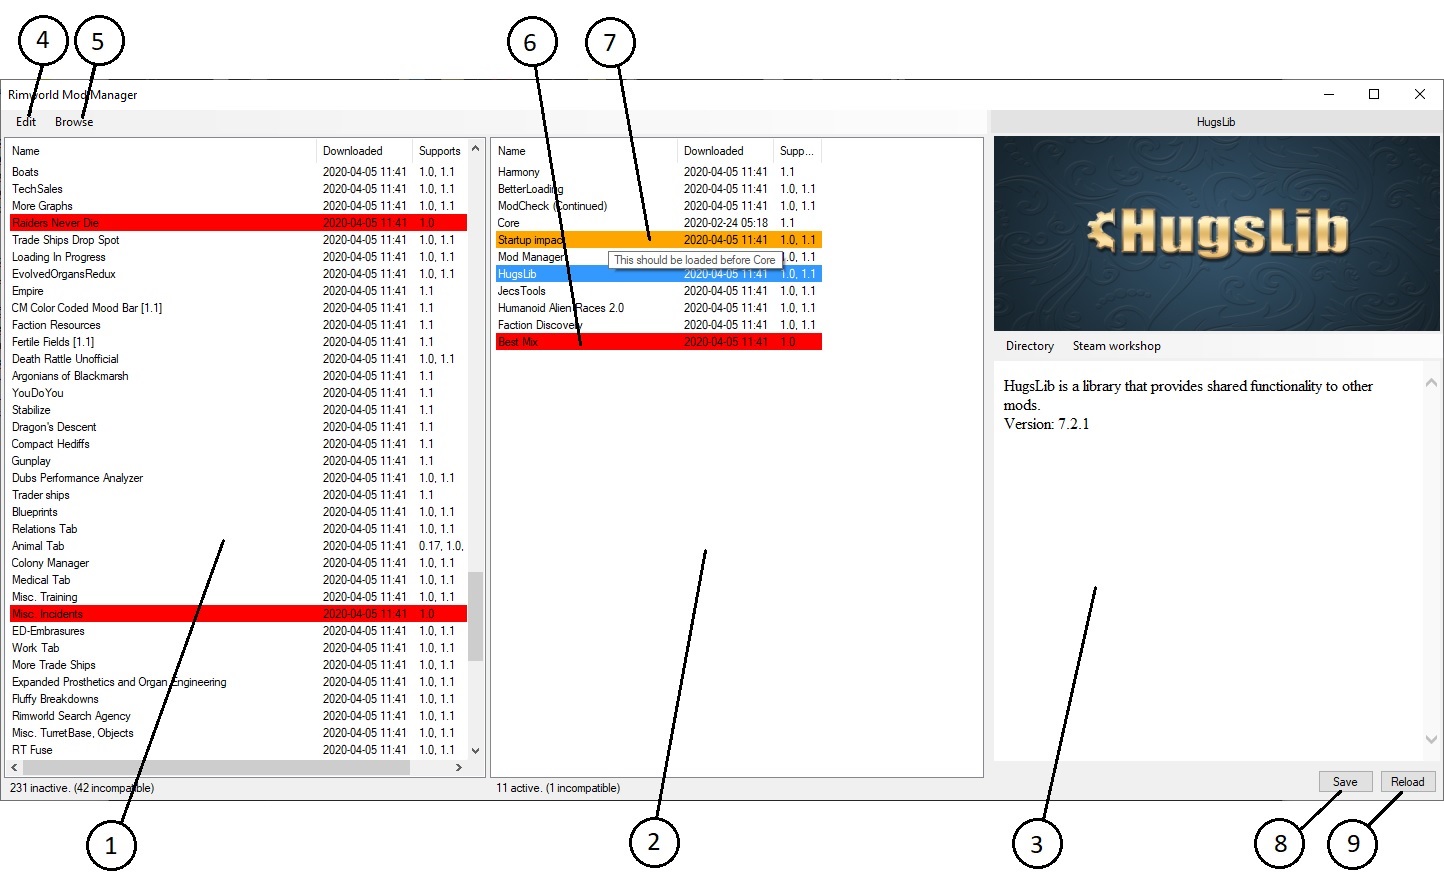 4 5 6 7
Rimworld Mod Manager
Edit Browse
HugsLib
Name Downloaded Supports
Boats 2020-04-05 11:41 1.0, 1.1
TechSales 2020-04-05 11:41 1.0, 1.1
More Graphs 2020-04-05 11:41 1.0, 1.1
Raiders Never Die 2020-04-05 11:41 1.0
Trade Ships Drop Spot 2020-04-05 11:41 1.0, 1.1
Loading In Progress 2020-04-05 11:41 1.0, 1.1
EvolvedOrgansRedux 2020-04-05 11:41 1.0, 1.1
Empire 2020-04-05 11:41 1.1
CM Color Coded Mood Bar [1.1] 2020-04-05 11:41 1.1
Faction Resources 2020-04-05 11:41 1.1
Fertile Fields [1.1] 2020-04-05 11:41 1.1
Death Rattle Unofficial 2020-04-05 11:41 1.0, 1.1
Argonians of Blackmarsh 2020-04-05 11:41 1.1
YouDoYou 2020-04-05 11:41 1.1
Stabilize 2020-04-05 11:41 1.1
Dragon's Descent 2020-04-05 11:41 1.1
Compact Hediffs 2020-04-05 11:41 1.1
Gunplay 2020-04-05 11:41 1.1
Dubs Performance Analyzer 2020-04-05 11:41 1.0, 1.1
Trader ships 2020-04-05 11:41 1.1
Blueprints 2020-04-05 11:41 1.0, 1.1
Relations Tab 2020-04-05 11:41 1.0, 1.1
Animal Tab 2020-04-05 11:41 0.17, 1.0,
Colony Manager 2020-04-05 11:41 1.0, 1.1
Medical Tab 2020-04-05 11:41 1.0, 1.1
Misc. Training 2020-04-05 11:41 1.0, 1.1
Misc. Incidents 2020-04-05 11:41 1.0
ED-Embrasures 2020-04-05 11:41 1.0, 1.1
Work Tab 2020-04-05 11:41 1.0, 1.1
More Trade Ships 2020-04-05 11:41 1.0, 1.1
Expanded Prosthetics and Organ Engineering 2020-04-05 11:41 1.0, 1.1
Fluffy Breakdowns 2020-04-05 11:41 1.0, 1.1
Rimworld Search Agency 2020-04-05 11:41 1.0, 1.1
Misc. TurretBase, Objects 2020-04-05 11:41 1.0, 1.1
RT Fuse 2020-04-05 11:41 1.0, 1.1
231 inactive. (42 incompatible)
Name Downloaded Supp...
Harmony 2020-04-05 11:41 1.1
BetterLoading 2020-04-05 11:41 1.0, 1.1
ModCheck (Continued) 2020-04-05 11:41 1.0, 1.1
Core 2020-02-24 05:18 1.1
Startup impact 2020-04-05 11:41 1.0, 1.1
Mod Manager 1.0, 1.1
This should be loaded before Core
HugsLib 2020-04-05 11:41 1.0, 1.1
JecsTools 2020-04-05 11:41 1.0, 1.1
Humanoid Alien Races 2.0 2020-04-05 11:41 1.0, 1.1
Faction Discovery 2020-04-05 11:41 1.0, 1.1
Best Mix 2020-04-05 11:41 1.0
11 active. (1 incompatible)
HugsLib
Directory Steam workshop
HugsLib is a library that provides shared functionality to other
mods.
Version: 7.2.1
Save Reload
1 2 3 8 9